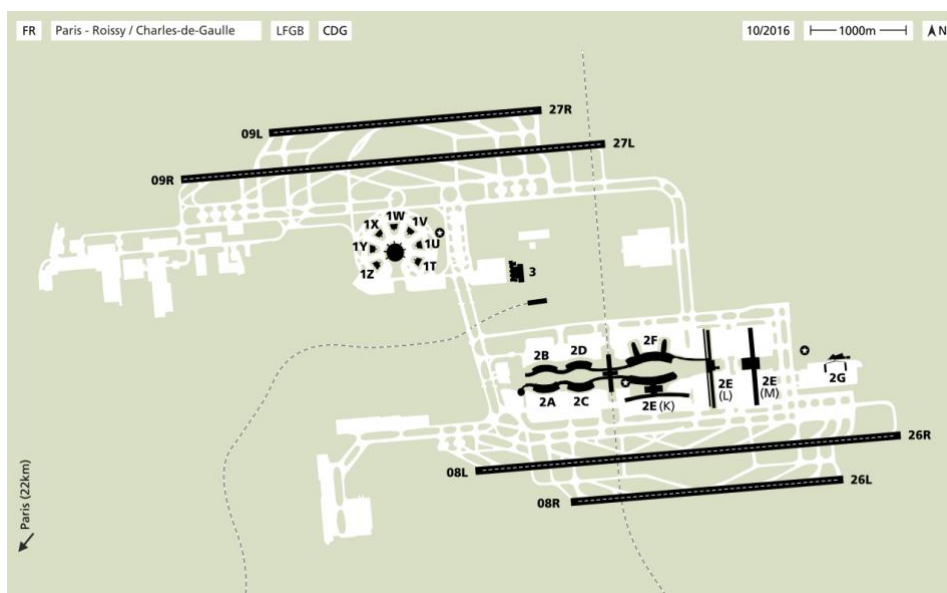 FR
Paris - Roissy / Charles-de-Gaulle
LFGB
CDG
10/2016
1000m
N
27R
09L
27L
09R
1W
1X
1V
1Y
1U
1Z
1T
3
2F
2B
2D
2G
2A
2C
2E (K)
2E
(L)
2E
(M)
26R
08L
26L
08R
Paris (22km)